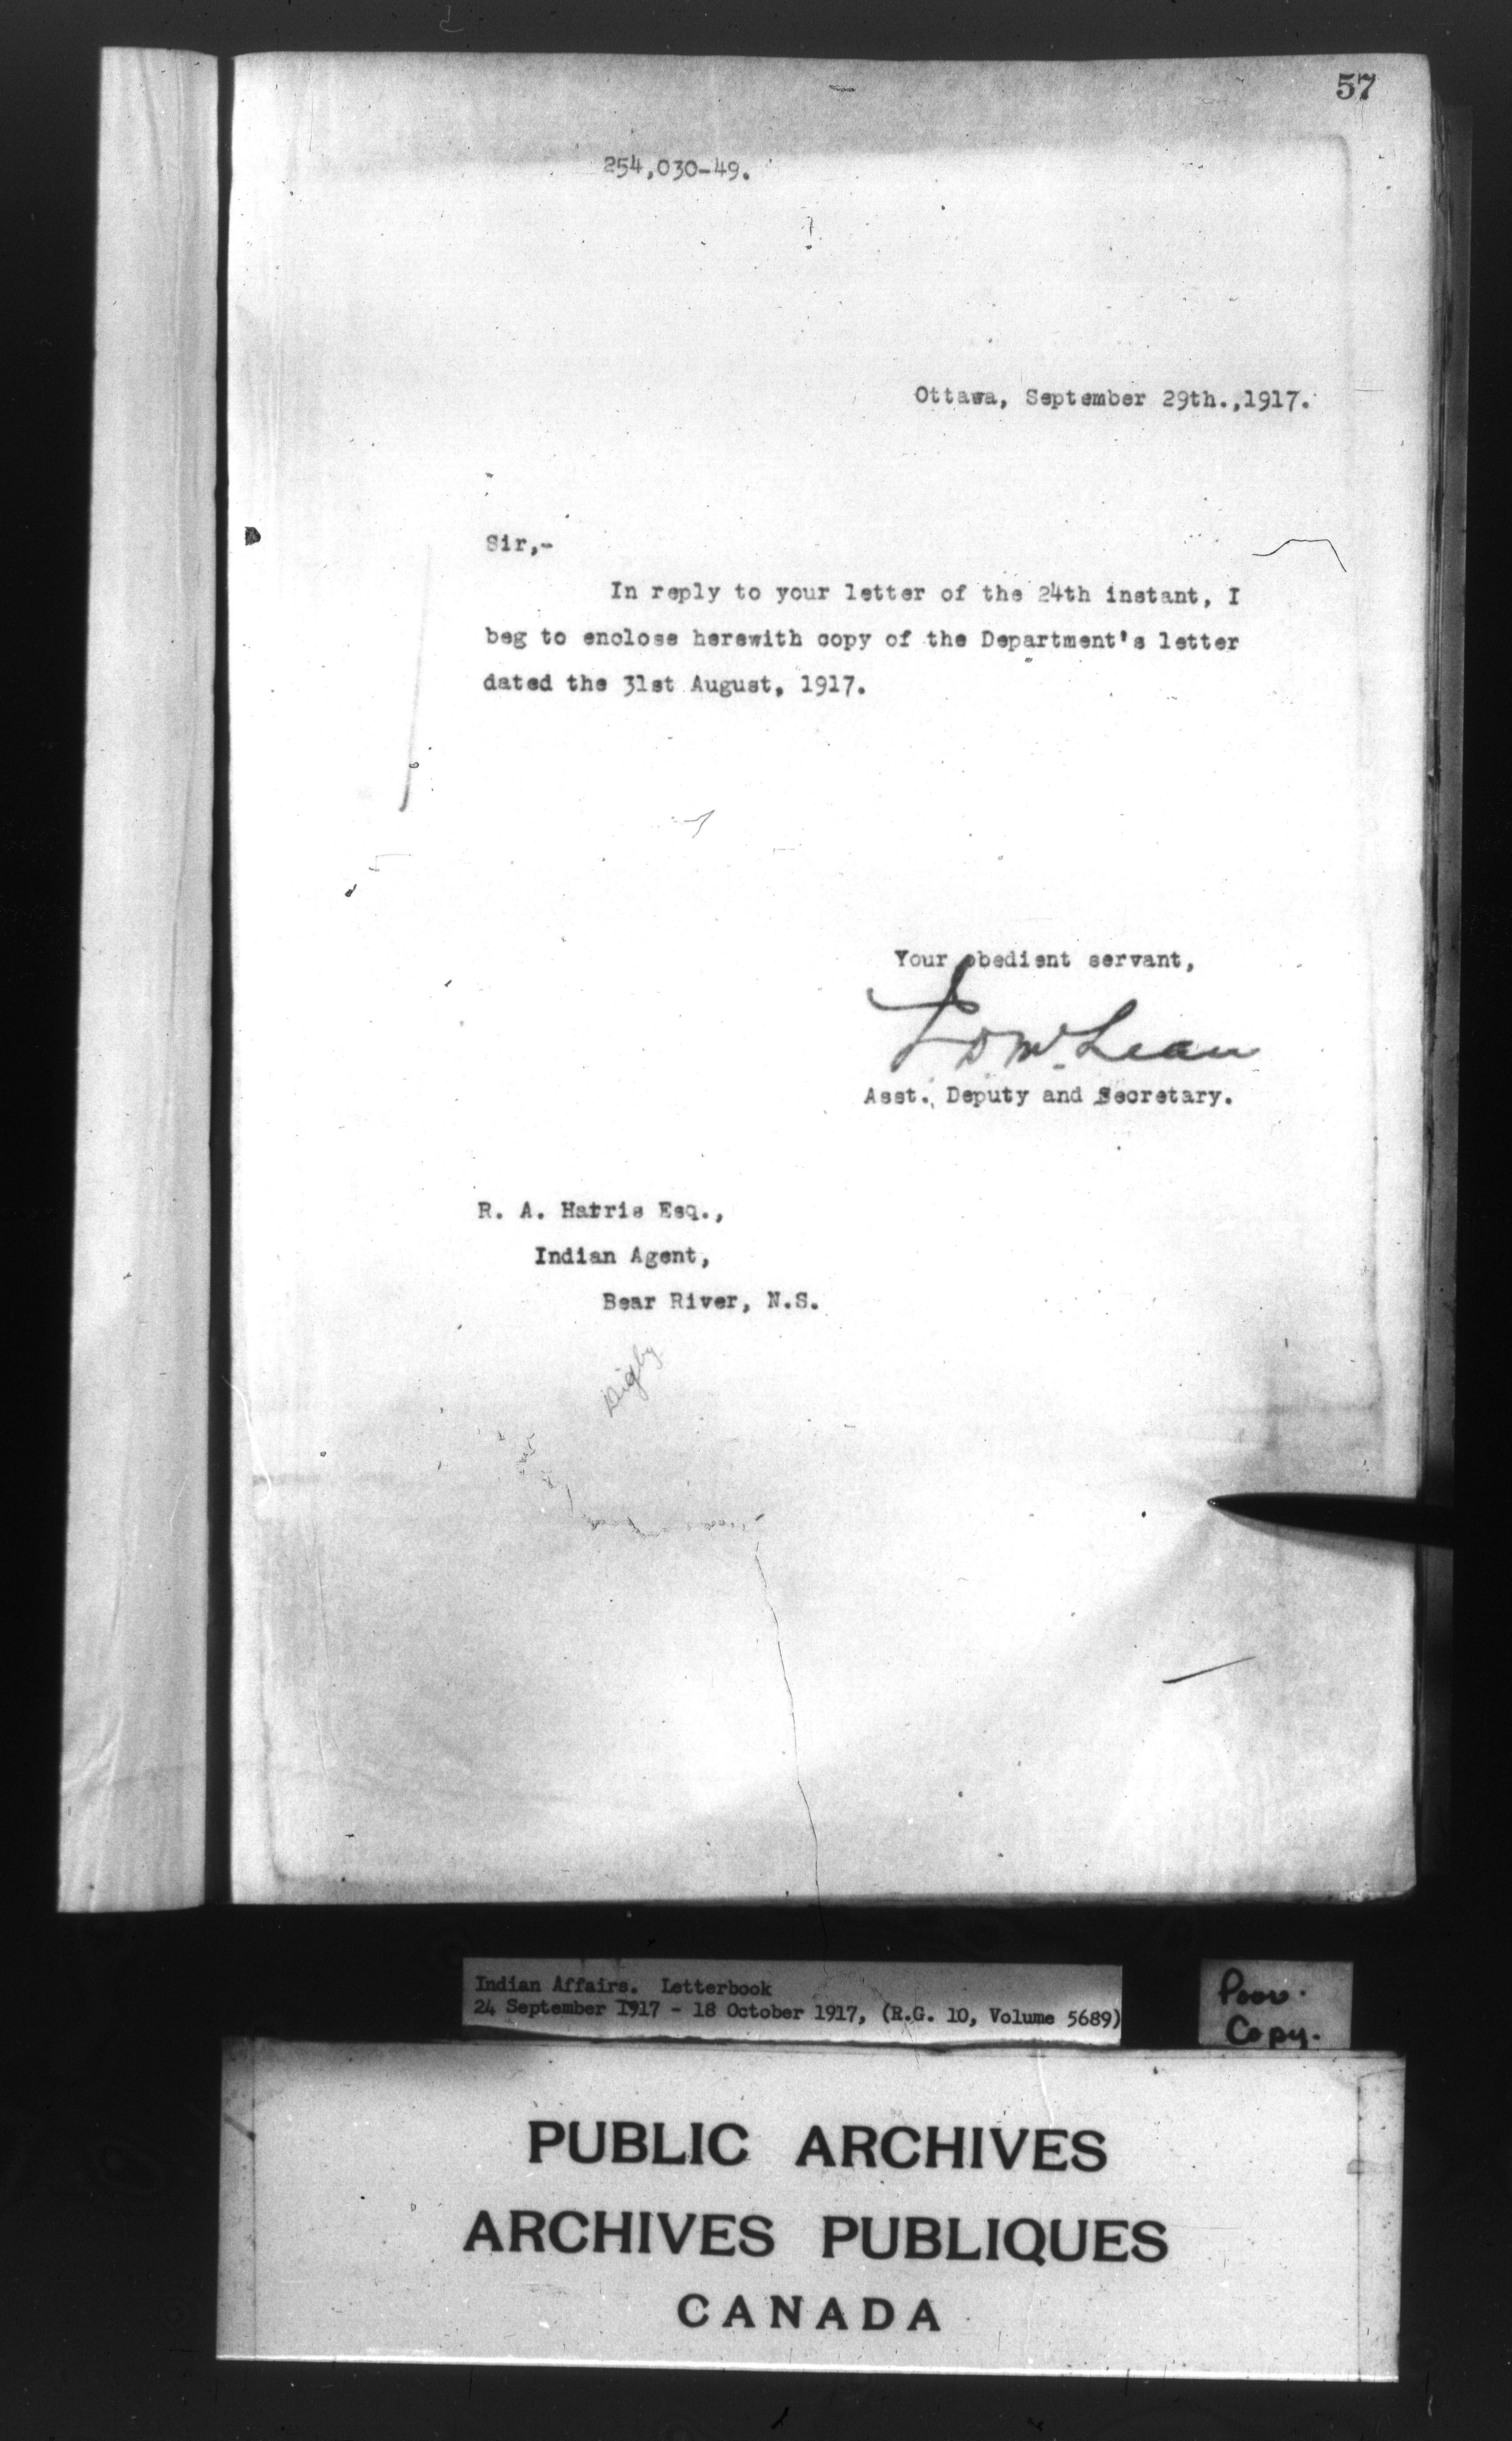 57
254,030-49.
Ottawa, September 29th.,1917.
Sir,-
In reply to your letter of the 24th instant, I
beg to enclose herewith copy of the Department's letter
dated the 31st August, 1917.
Your obedient servant,
J D McLean
Asst. Deputy and Secretary.
R. A. Harris Esq.,
Indian Agent,
Bear River, N.S.
Digby
Indian Affairs. Letterbook
24 September 1917 - 18 October 1917, (R.G. 10, Volume 5689)
Poor.
Copy.
PUBLIC ARCHIVES
ARCHIVES PUBLIQUES
CANADA